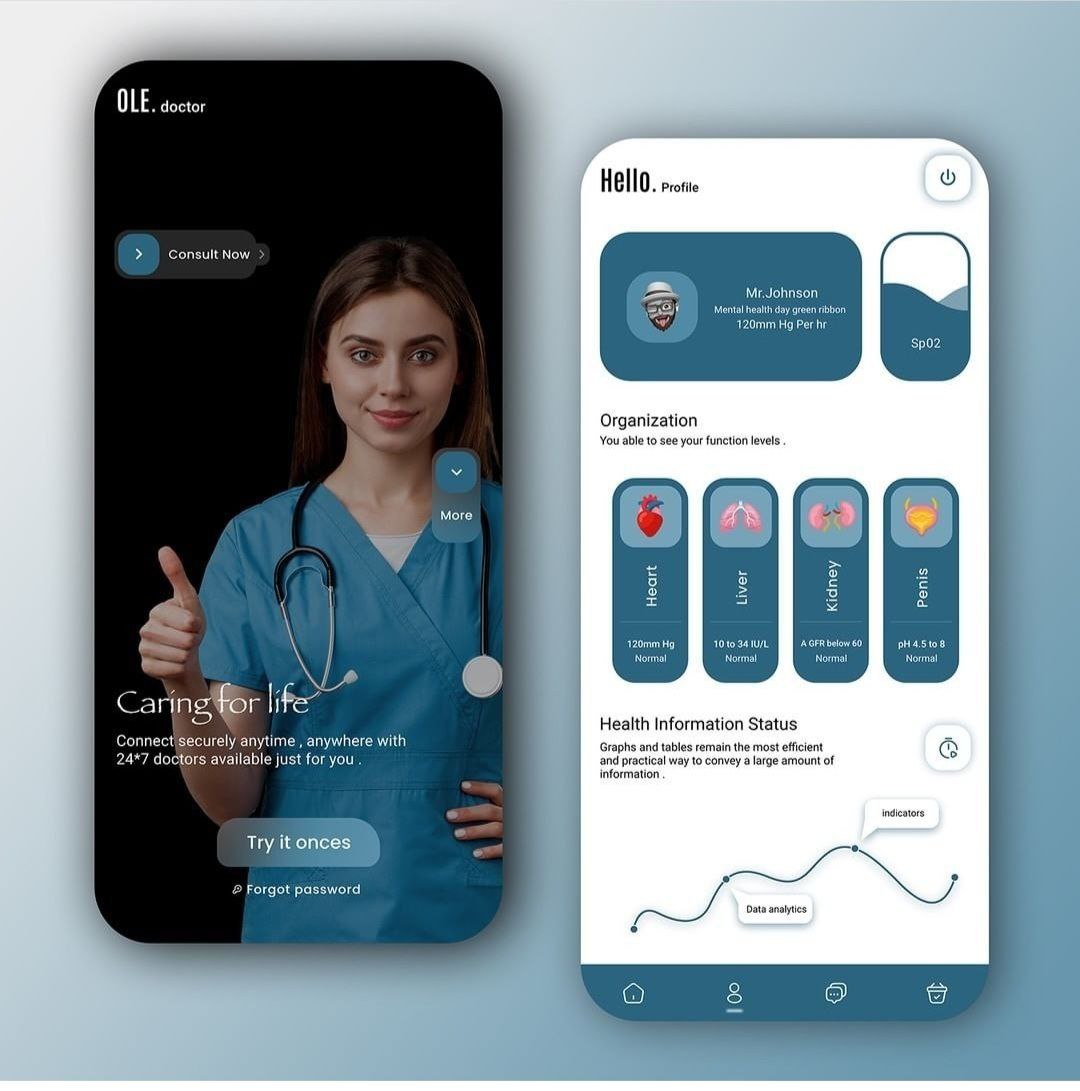 OLE. doctor
Consult Now
More
Caring for life
Connect securely anytime , anywhere with
24*7 doctors available just for you .
Try it onces
Forgot password
Hello. Profile
Mr.Johnson
Mental health day green ribbon
120mm Hg Per hr
Sp02
Organization
You able to see your function levels .
Heart
120mm Hg
Normal
Liver
10 to 34 IU/L
Normal
Kidney
A GFR below 60
Normal
Penis
pH 4.5 to 8
Normal
Health Information Status
Graphs and tables remain the most efficient
and practical way to convey a large amount of
information .
indicators
Data analytics